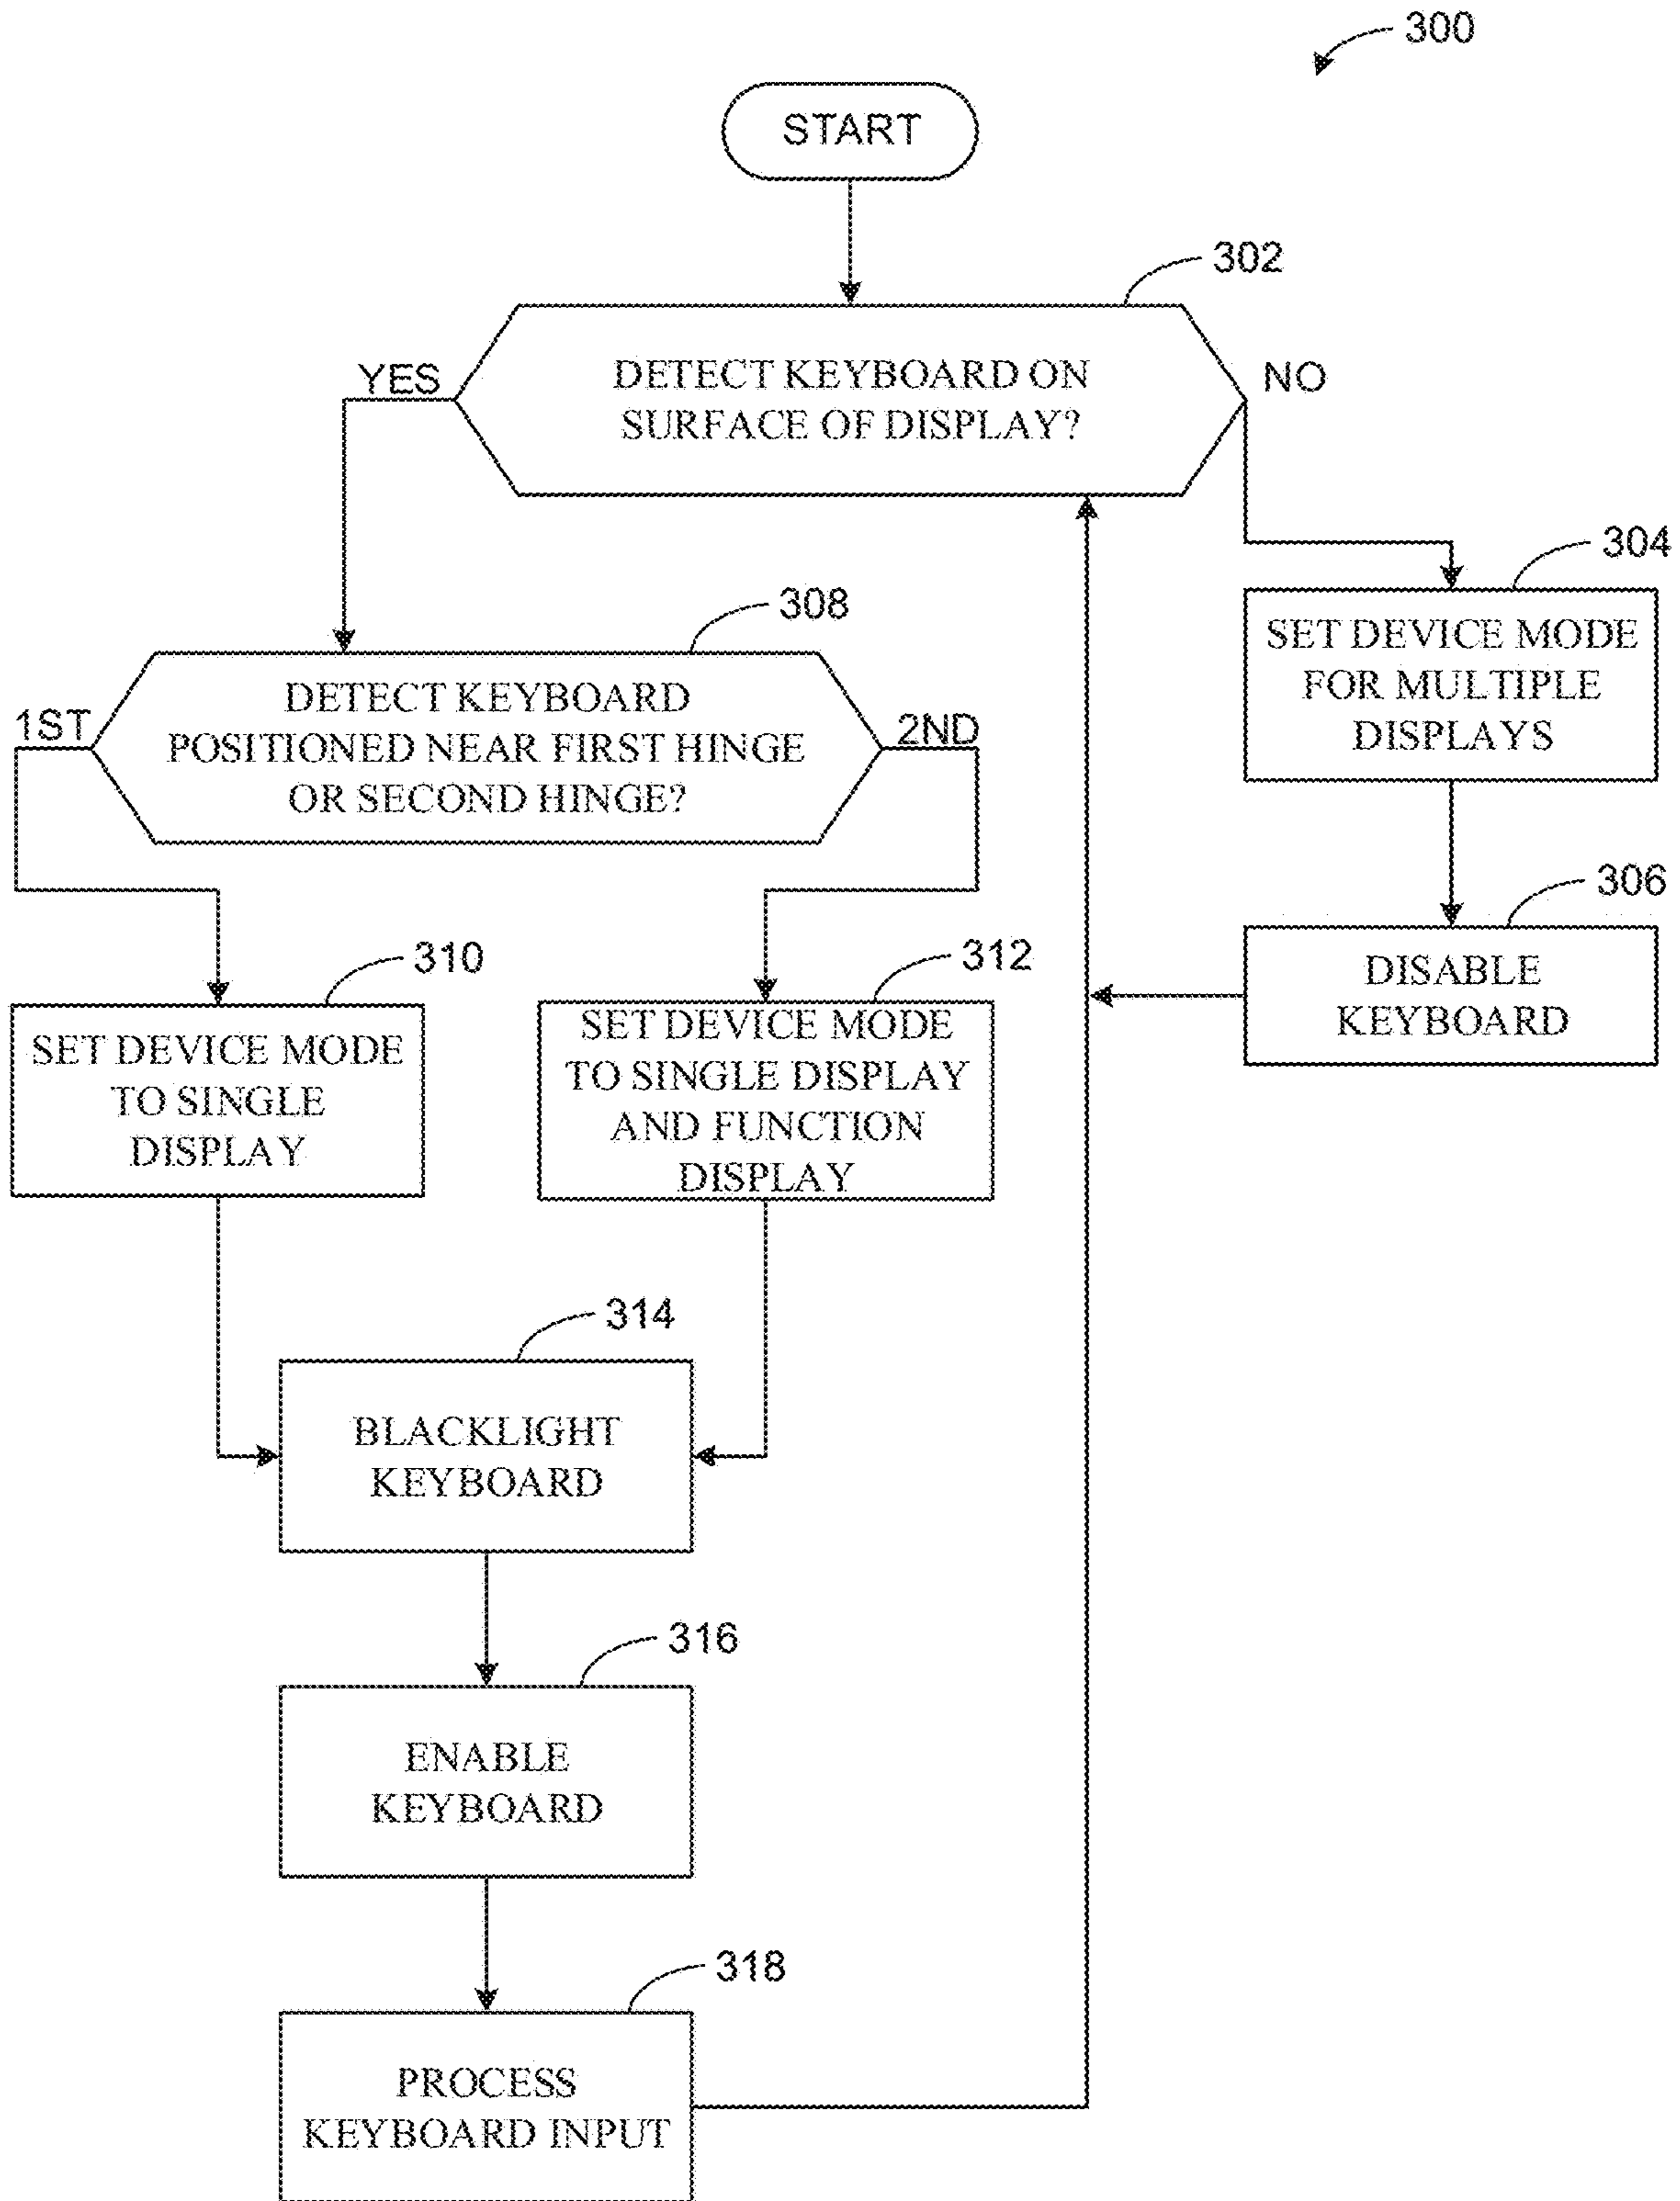 300
START
302
YES
DETECT KEYBOARD ON
SURFACE OF DISPLAY?
NO
304
SET DEVICE MODE
FOR MULTIPLE
DISPLAYS
308
DETECT KEYBOARD
POSITIONED NEAR FIRST HINGE
OR SECOND HINGE?
1ST
2ND
306
DISABLE
KEYBOARD
310
SET DEVICE MODE
TO SINGLE
DISPLAY
312
SET DEVICE MODE
TO SINGLE DISPLAY
AND FUNCTION
DISPLAY
314
BLACKLIGHT
KEYBOARD
316
ENABLE
KEYBOARD
318
PROCESS
KEYBOARD INPUT